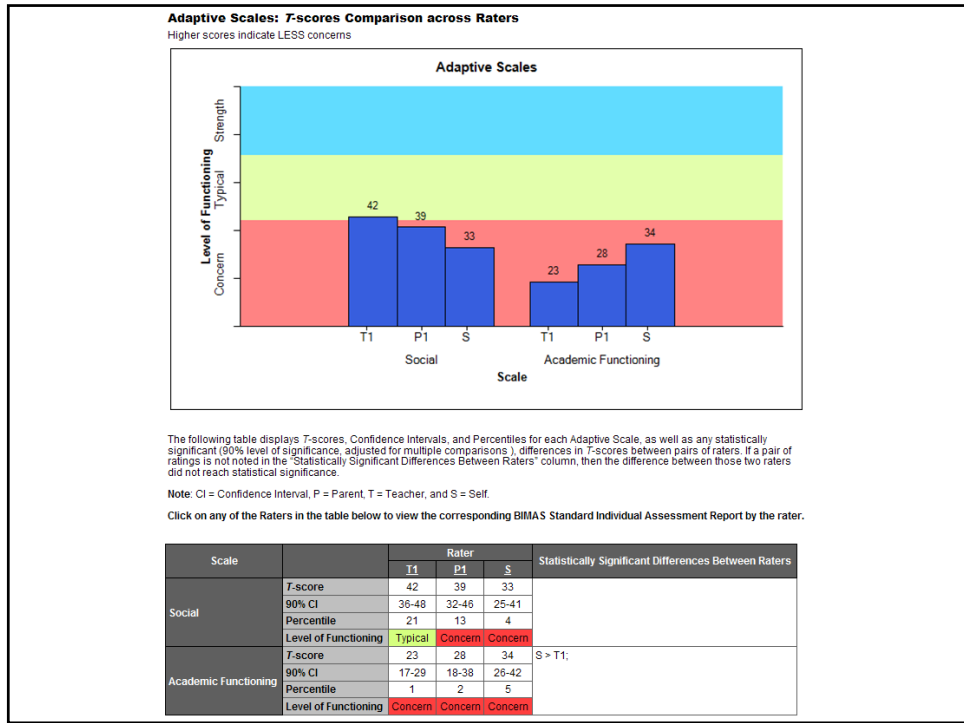 Adaptive Scales: T-scores Comparison across Raters
Higher scores indicate LESS concerns
Adaptive Scales
Level of Functioning
Strength
Typical
Concern
42
39
33
23
28
34
T1 P1 S T1 P1 S
Social Academic Functioning
Scale
The following table displays T-scores, Confidence Intervals, and Percentiles for each Adaptive Scale, as well as any statistically
significant (90% level of significance, adjusted for multiple comparisons ), differences in T-scores between pairs of raters. If a pair of
ratings is not noted in the "Statistically Significant Differences Between Raters" column, then the difference between those two raters
did not reach statistical significance.
Note: CI = Confidence Interval, P = Parent, T = Teacher, and S = Self.
Click on any of the Raters in the table below to view the corresponding BIMAS Standard Individual Assessment Report by the rater.
Scale Rater Statistically Significant Differences Between Raters
T1 P1 S
Social
T-score 42 39 33
90% CI 36-48 32-46 25-41
Percentile 21 13 4
Level of Functioning Typical Concern Concern
Academic Functioning
T-score 23 28 34 S > T1;
90% CI 17-29 18-38 26-42
Percentile 1 2 5
Level of Functioning Concern Concern Concern